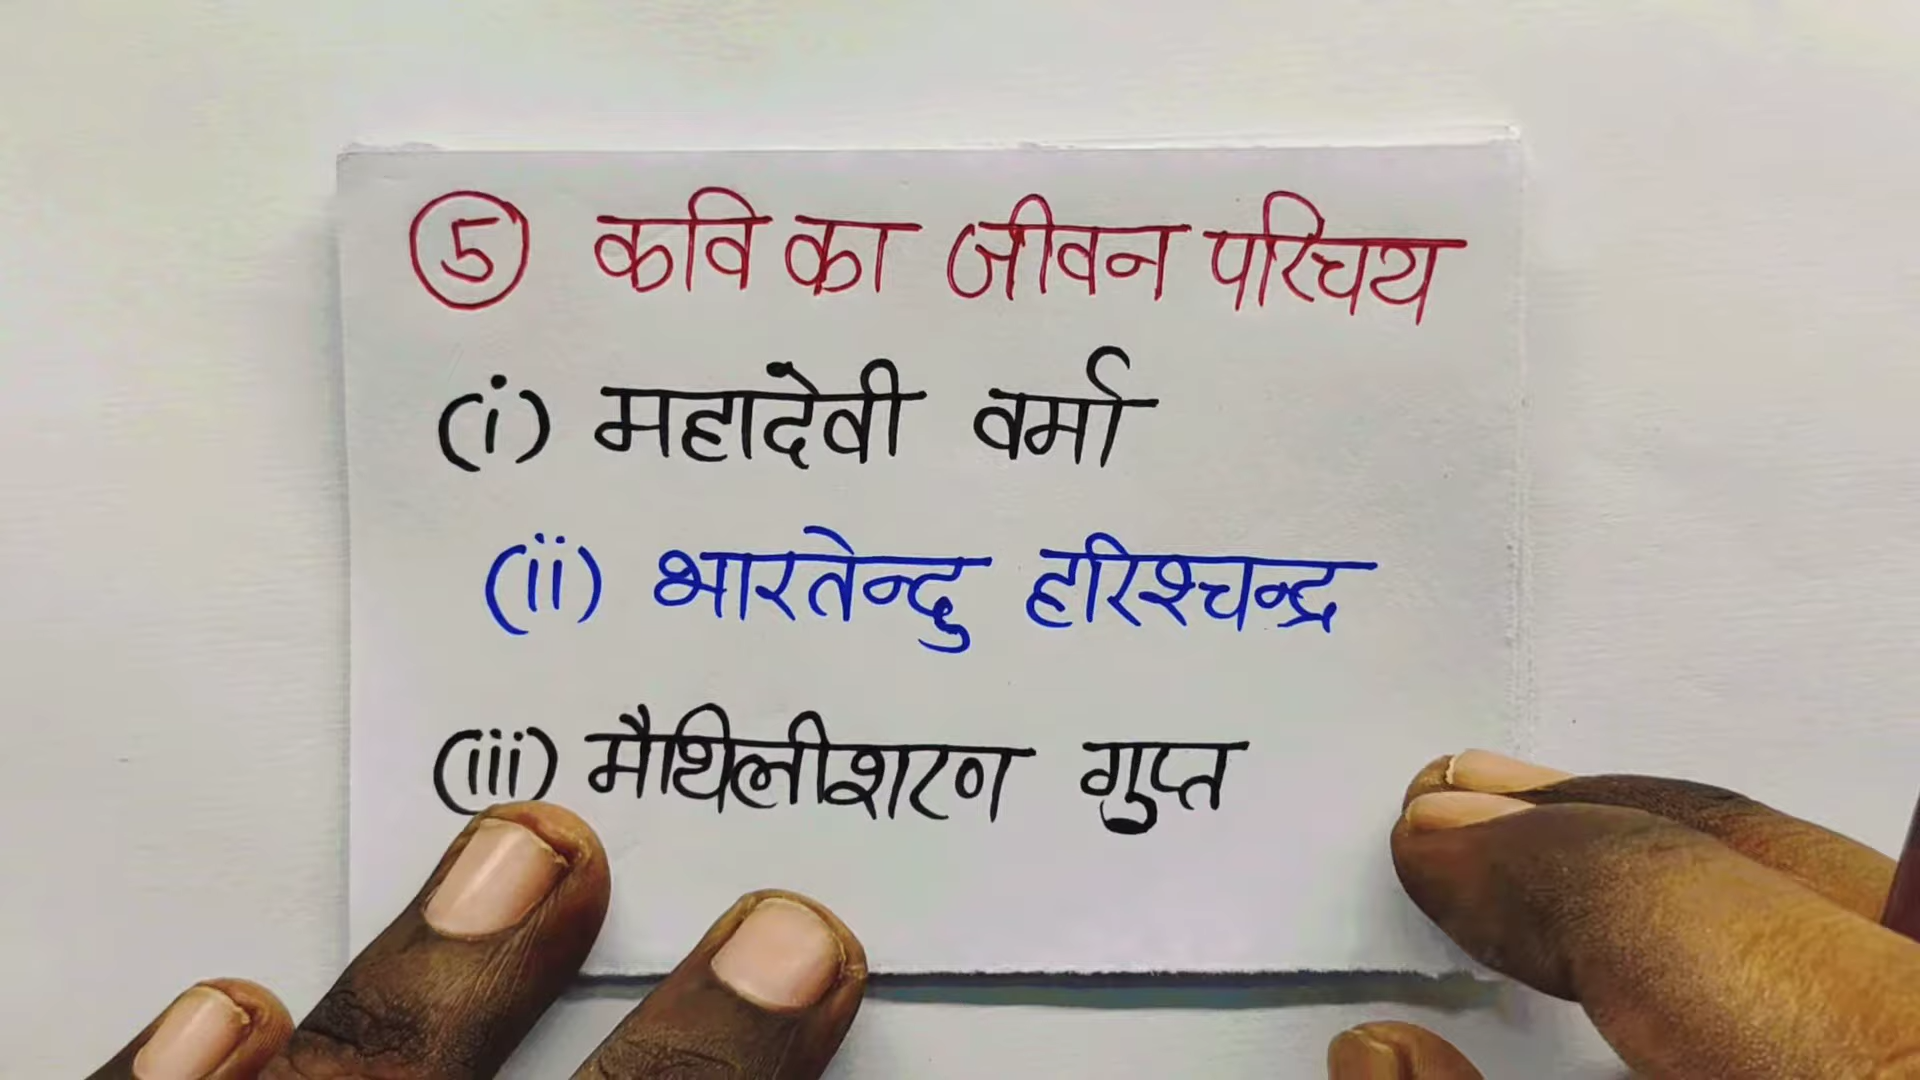 5 कवि का जीवन परिचय
(i) महादेवी वर्मा
(ii) भारतेन्दु हरिश्चन्द्र
(iii) मैथिलीशरण गुप्त